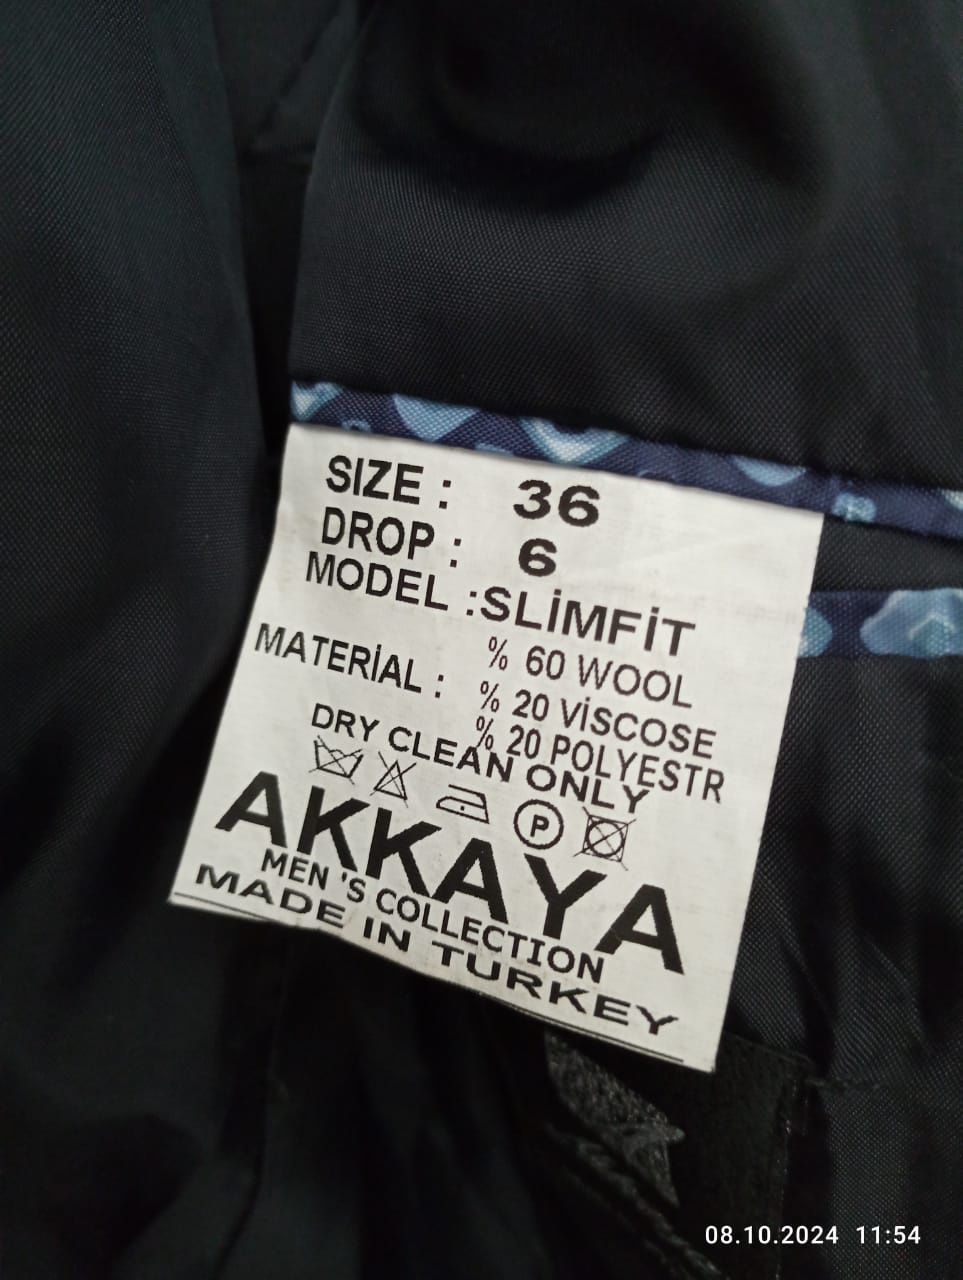 SIZE : 36
DROP : 6
MODEL :SLİMFİT
MATERİAL : % 60 WOOL
% 20 VİSCOSE
% 20 POLYESTR
DRY CLEAN ONLY
P
AKKAYA
MEN 'S COLLECTION
MADE IN TURKEY
08.10.2024 11:54